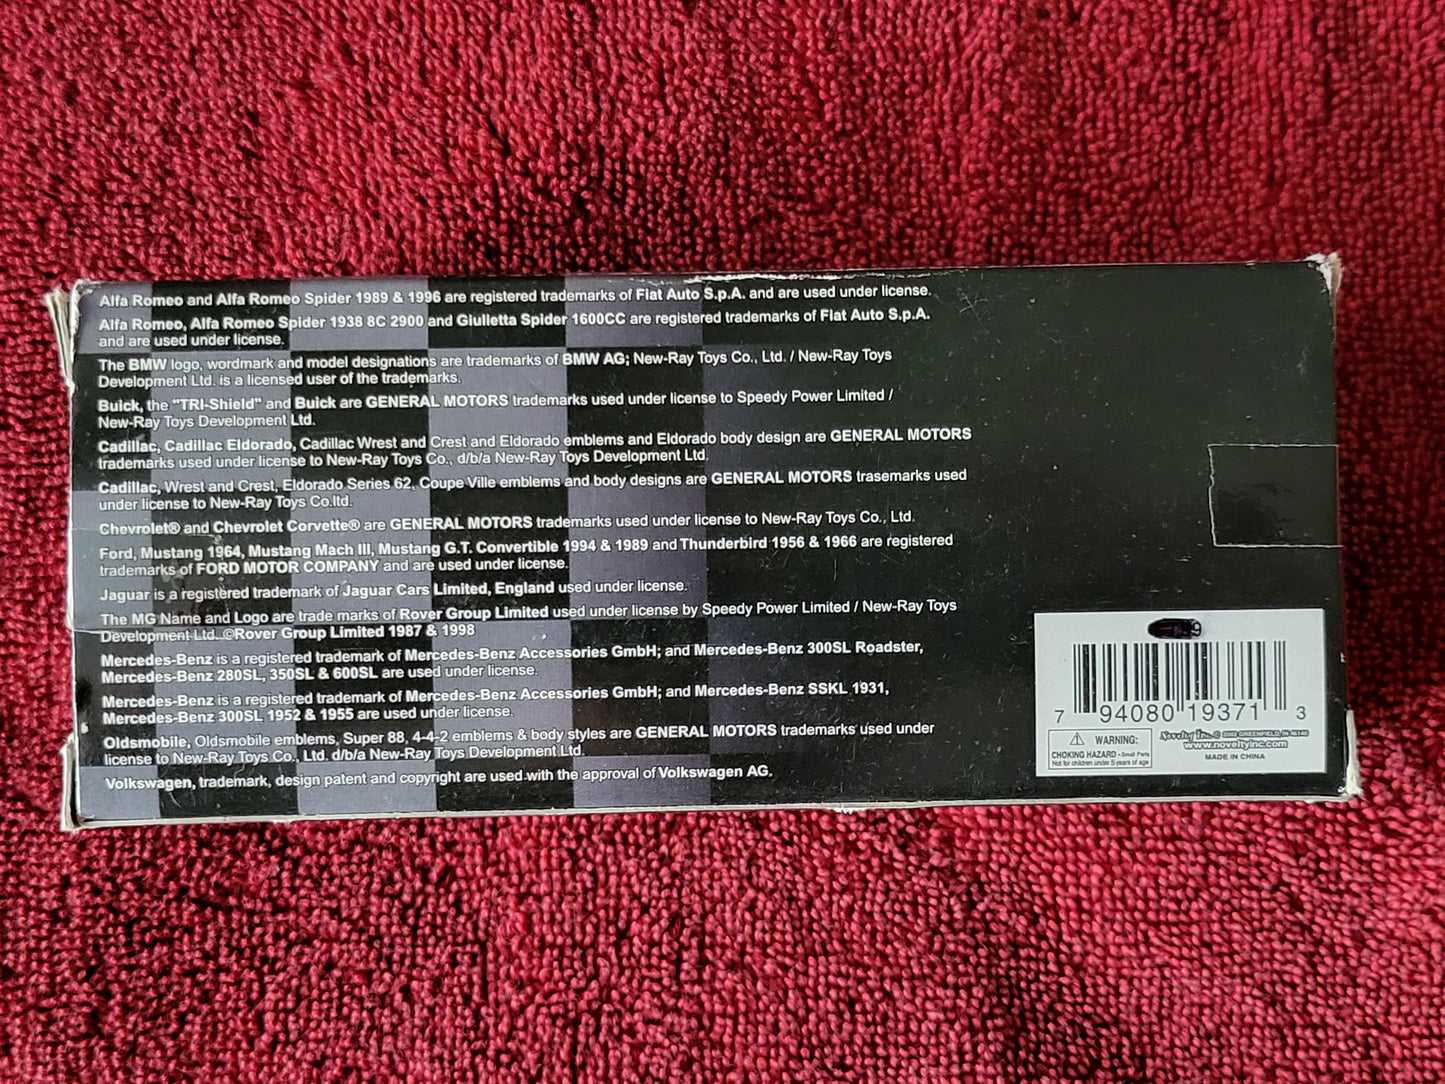 Alfa Romeo and Alfa Romeo Spider 1989 & 1996 are registered trademarks of Fiat Auto S.p.A. and are used under license.
Alfa Romeo, Alfa Romeo Spider 1938 8C 2900 and Giulietta Spider 1600CC are registered trademarks of Fiat Auto S.p.A.
and are used under license.
The BMW logo, wordmark and model designations are trademarks of BMW AG; New-Ray Toys Co., Ltd. / New-Ray Toys
Development Ltd. is a licensed user of the trademarks.
Buick, the "TRI-Shield" and Buick are GENERAL MOTORS trademarks used under license to Speedy Power Limited /
New-Ray Toys Development Ltd.
Cadillac, Cadillac Eldorado, Cadillac Wrest and Crest and Eldorado emblems and Eldorado body design are GENERAL MOTORS
trademarks used under license to New-Ray Toys Co., d/b/a New-Ray Toys Development Ltd.
Cadillac, Wrest and Crest, Eldorado Series 62, Coupe Ville emblems and body designs are GENERAL MOTORS trasemarks used
under license to New-Ray Toys Co.ltd.
Chevrolet® and Chevrolet Corvette® are GENERAL MOTORS trademarks used under license to New-Ray Toys Co., Ltd.
Ford, Mustang 1964, Mustang Mach III, Mustang G.T. Convertible 1994 & 1989 and Thunderbird 1956 & 1966 are registered
trademarks of FORD MOTOR COMPANY and are used under license.
Jaguar is a registered trademark of Jaguar Cars Limited, England used under license.
The MG Name and Logo are trade marks of Rover Group Limited used under license by Speedy Power Limited / New-Ray Toys
Development Ltd. ©Rover Group Limited 1987 & 1998
Mercedes-Benz is a registered trademark of Mercedes-Benz Accessories GmbH; and Mercedes-Benz 300SL Roadster,
Mercedes-Benz 280SL, 350SL & 600SL are used under license.
Mercedes-Benz is a registered trademark of Mercedes-Benz Accessories GmbH; and Mercedes-Benz SSKL 1931,
Mercedes-Benz 300SL 1952 & 1955 are used under license.
Oldsmobile, Oldsmobile emblems, Super 88, 4-4-2 emblems & body styles are GENERAL MOTORS trademarks used under
license to New-Ray Toys Co., Ltd. d/b/a New-Ray Toys Development Ltd.
Volkswagen, trademark, design patent and copyright are used with the approval of Volkswagen AG.
7 94080 19371 3
WARNING:
CHOKING HAZARD - Small Parts
Not for children under 5 years of age
Novelty Inc.© 2002 GREENFIELD, IN 46140
www.noveltyinc.com
MADE IN CHINA